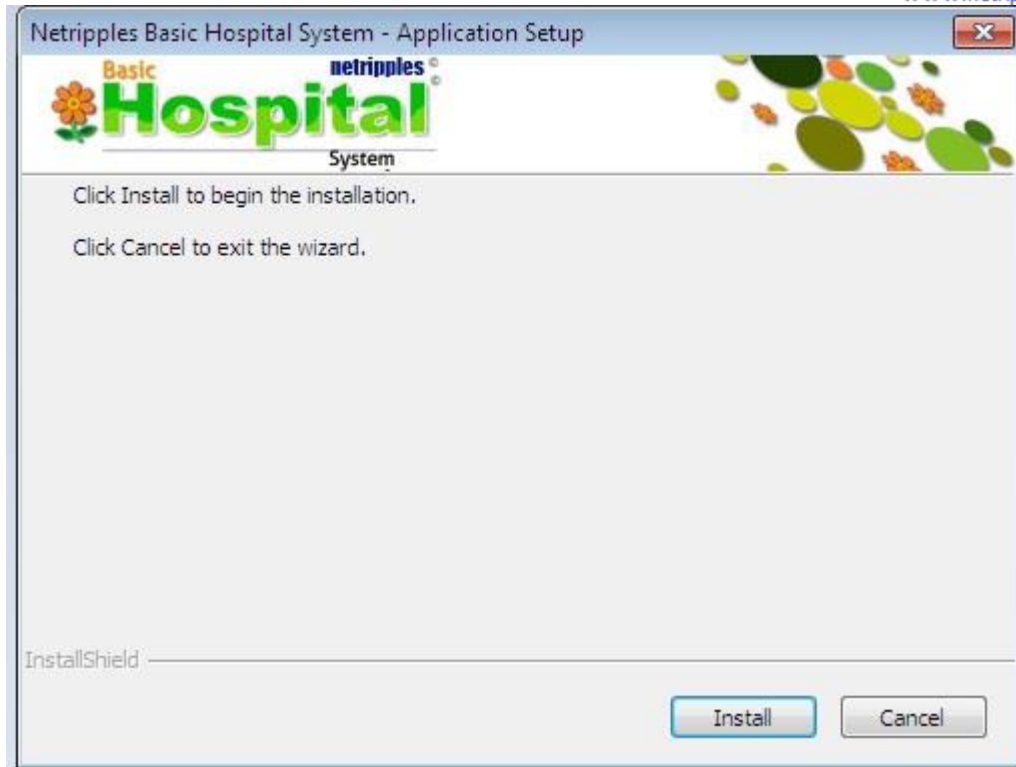 Netripples Basic Hospital System - Application Setup
Basic netripples ©
Hospital ©
System
Click Install to begin the installation.
Click Cancel to exit the wizard.
InstallShield
Install Cancel